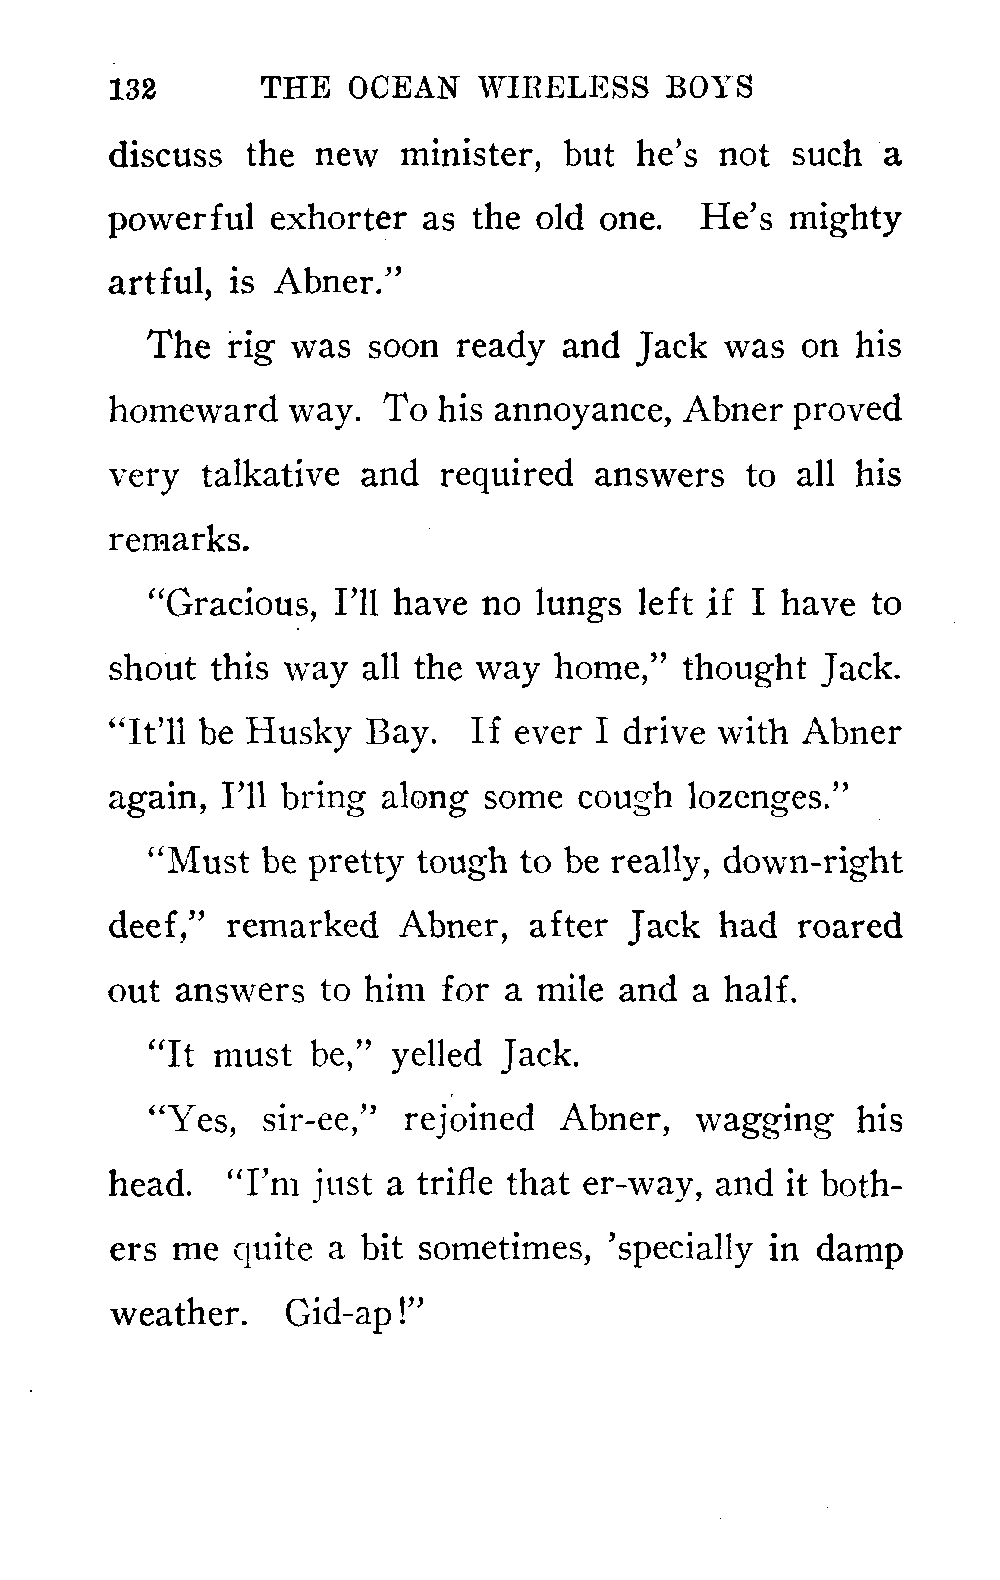 132 THE OCEAN WIRELESS BOYS
discuss the new minister, but he's not such a
powerful exhorter as the old one. He's mighty
artful, is Abner.”
The rig was soon ready and Jack was on his
homeward way. To his annoyance, Abner proved
very talkative and required answers to all his
remarks.
“Gracious, I'll have no lungs left if I have to
shout this way all the way home,” thought Jack.
“It'll be Husky Bay. If ever I drive with Abner
again, I'll bring along some cough lozenges.”
“Must be pretty tough to be really, down-right
deef,” remarked Abner, after Jack had roared
out answers to him for a mile and a half.
“It must be,” yelled Jack.
“Yes, sir-ee,” rejoined Abner, wagging his
head. “I'm just a trifle that er-way, and it both-
ers me quite a bit sometimes, 'specially in damp
weather. Gid-ap!”